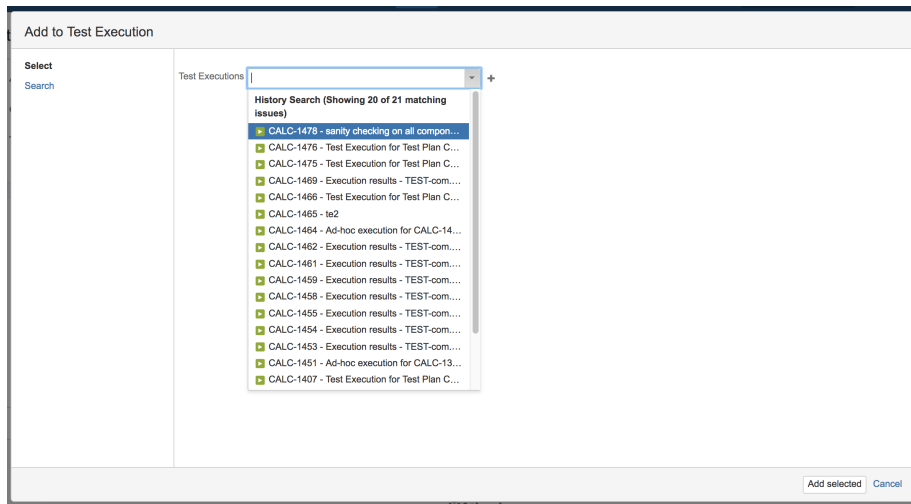 Add to Test Execution
Select
Search
Test Executions
History Search (Showing 20 of 21 matching
issues)
CALC-1478 - sanity checking on all compon...
CALC-1476 - Test Execution for Test Plan C...
CALC-1475 - Test Execution for Test Plan C...
CALC-1469 - Execution results - TEST-com....
CALC-1466 - Test Execution for Test Plan C...
CALC-1465 - te2
CALC-1464 - Ad-hoc execution for CALC-14...
CALC-1462 - Execution results - TEST-com....
CALC-1461 - Execution results - TEST-com....
CALC-1459 - Execution results - TEST-com....
CALC-1458 - Execution results - TEST-com....
CALC-1455 - Execution results - TEST-com....
CALC-1454 - Execution results - TEST-com....
CALC-1453 - Execution results - TEST-com....
CALC-1451 - Ad-hoc execution for CALC-13...
CALC-1407 - Test Execution for Test Plan C...
Add selected Cancel